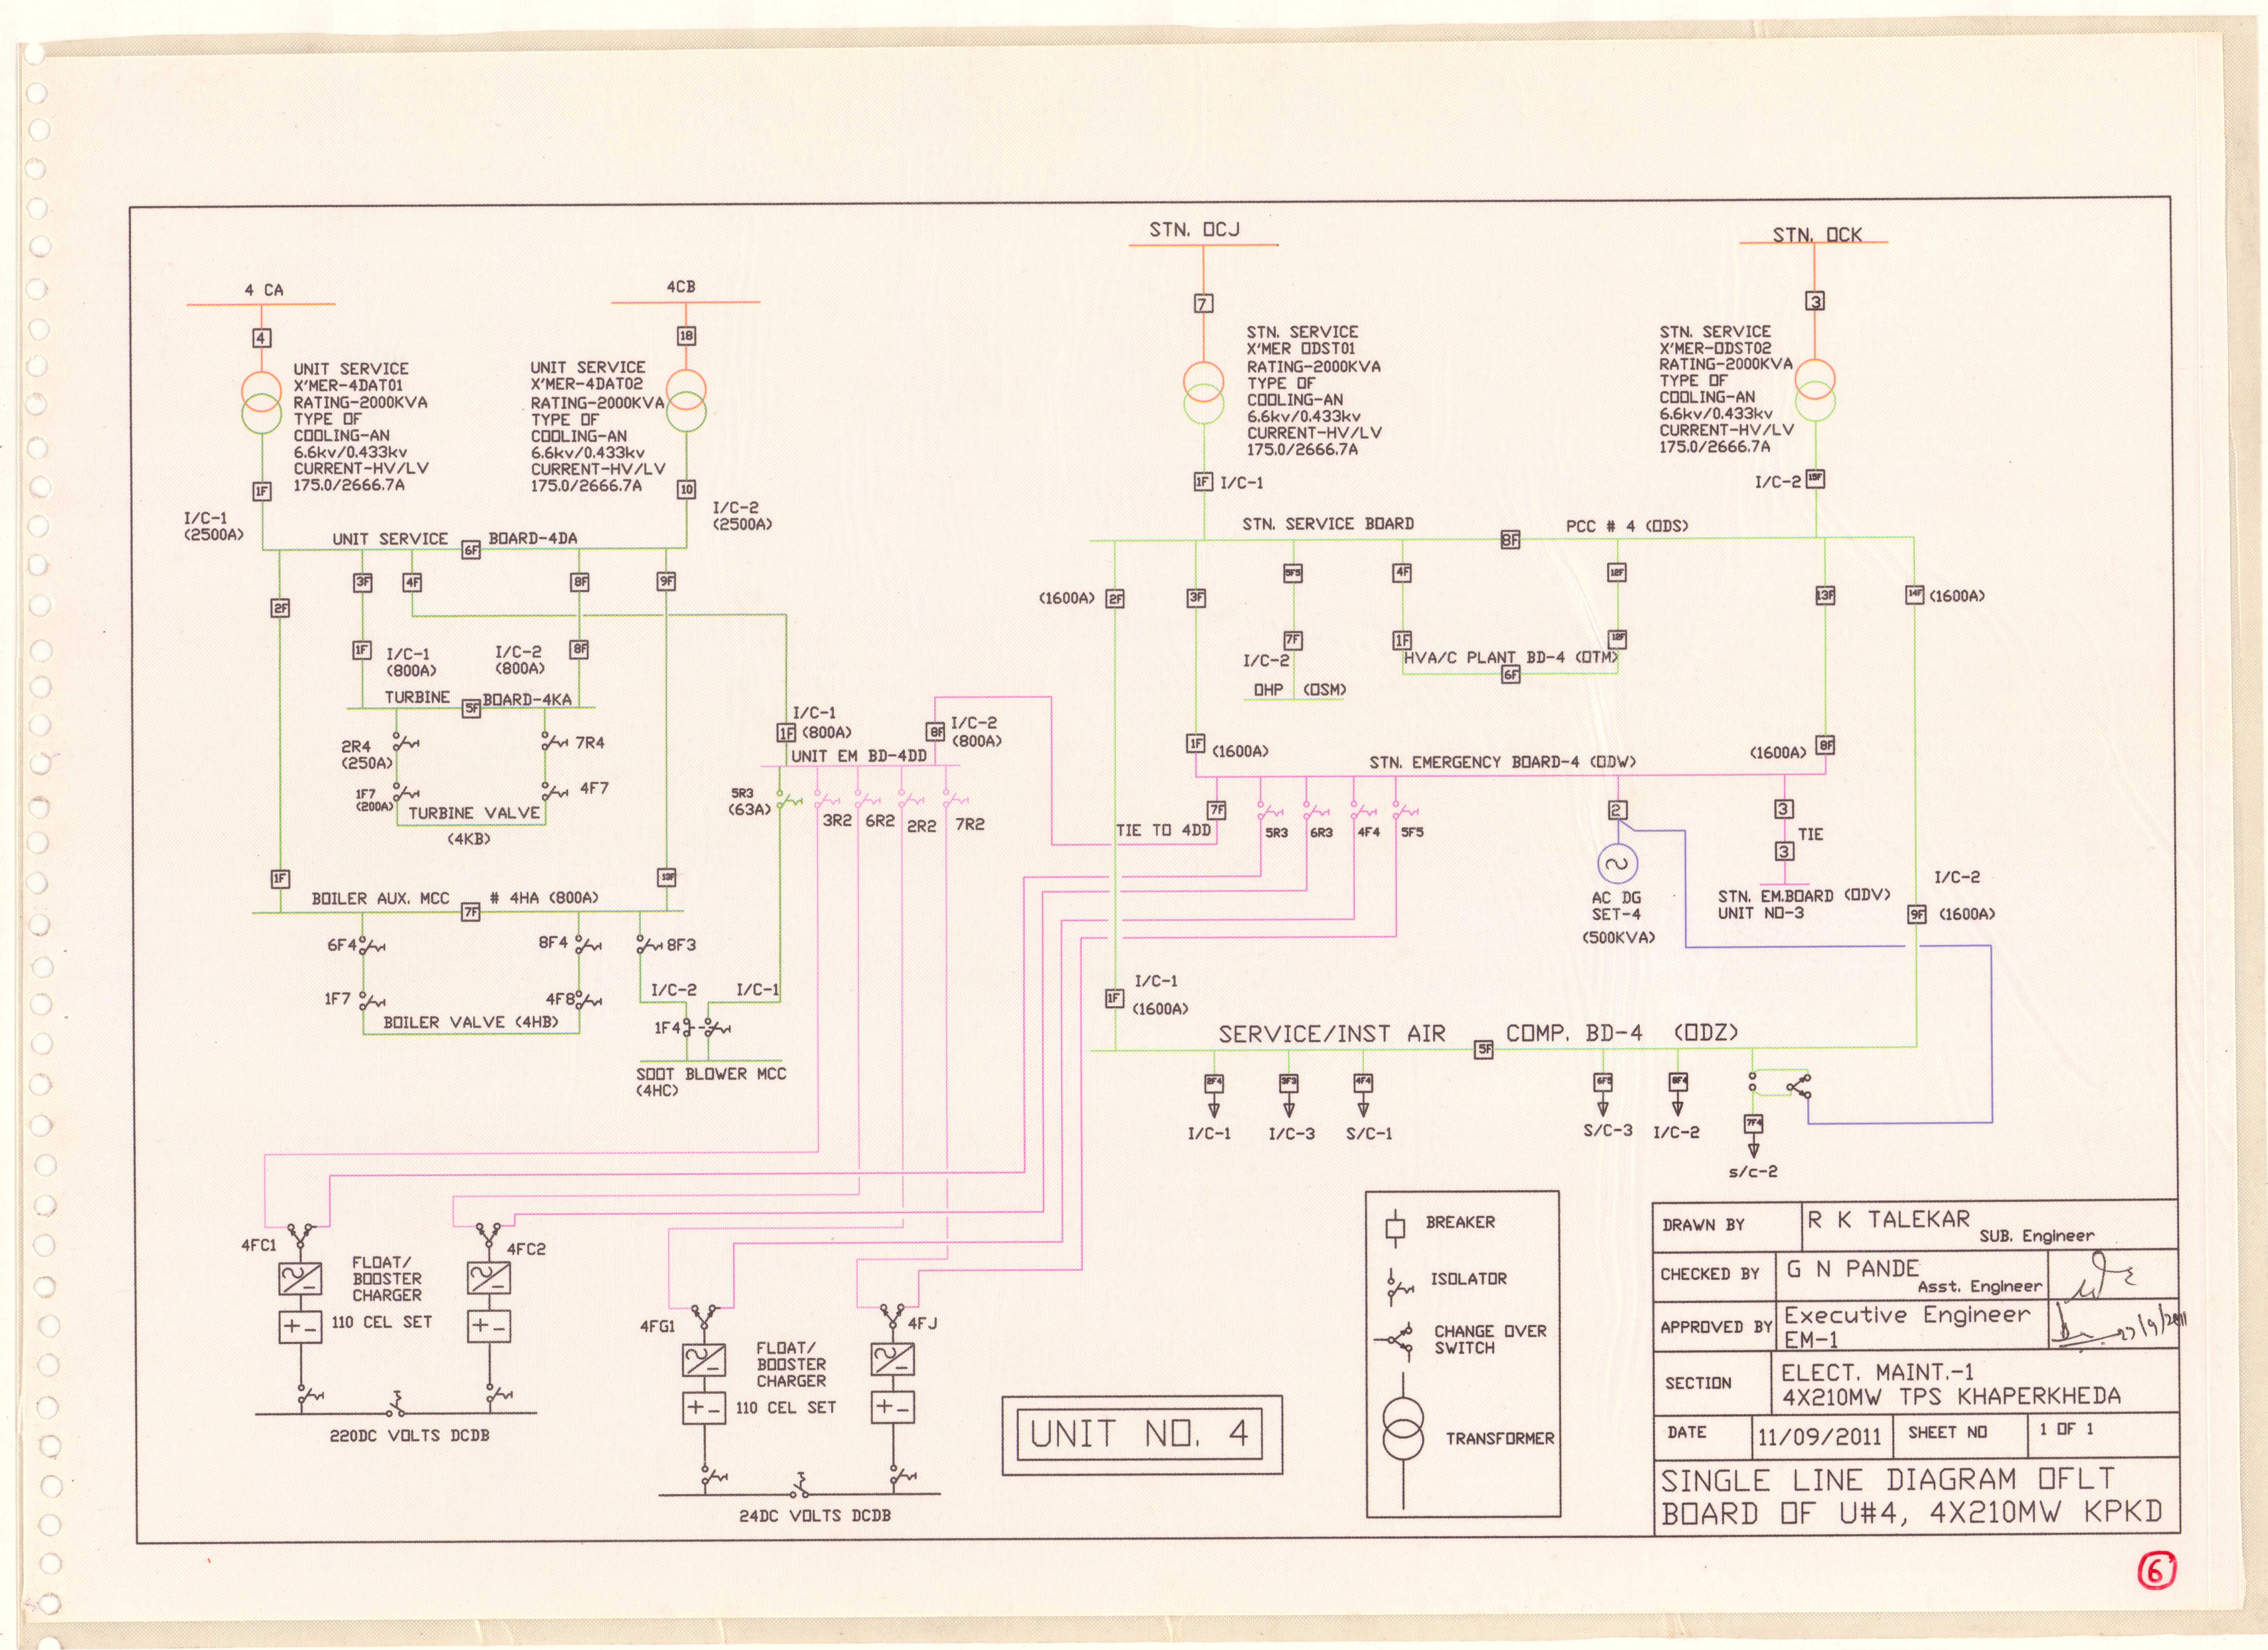 STN. OCJ
STN. OCK
4 CA
4CB
4
18
7
3
UNIT SERVICE
X'MER-4DAT01
RATING-2000KVA
TYPE OF
COOLING-AN
6.6kv/0.433kv
CURRENT-HV/LV
175.0/2666.7A
UNIT SERVICE
X'MER-4DAT02
RATING-2000KVA
TYPE OF
COOLING-AN
6.6kv/0.433kv
CURRENT-HV/LV
175.0/2666.7A
STN. SERVICE
X'MER ODST01
RATING-2000KVA
TYPE OF
COOLING-AN
6.6kv/0.433kv
CURRENT-HV/LV
175.0/2666.7A
STN. SERVICE
X'MER-ODST02
RATING-2000KVA
TYPE OF
COOLING-AN
6.6kv/0.433kv
CURRENT-HV/LV
175.0/2666.7A
1F
I/C-1
(2500A)
10
I/C-2
(2500A)
1F I/C-1
I/C-2
UNIT SERVICE 6F BOARD-4DA
2F
3F
4F
8F
9F
1F
I/C-1
(800A)
I/C-2
(800A)
8F
TURBINE 5F BOARD-4KA
2R4
(250A)
7R4
1F7
(200A)
4F7
TURBINE VALVE
(4KB)
1F
13F
BOILER AUX. MCC 7F # 4HA (800A)
6F4
8F4
8F3
1F7
4F8
BOILER VALVE (4HB)
I/C-2
I/C-1
1F4
SOOT BLOWER MCC
(4HC)
I/C-1
1F (800A)
8F
I/C-2
(800A)
UNIT EM BD-4DD
5R3
(63A)
3R2
6R2
2R2
7R2
STN. SERVICE BOARD 8F PCC # 4 (ODS)
(1600A) 2F
3F
5F5
4F
12F
13F
14F (1600A)
7F
I/C-2
OHP (OSM)
1F
12F
HVA/C PLANT BD-4 (OTM)
6F
1F (1600A)
(1600A) 8F
STN. EMERGENCY BOARD-4 (ODW)
7F
TIE TO 4DD
5R3
6R3
4F4
5F5
2
AC DG
SET-4
(500KVA)
3
TIE
3
STN. EM.BOARD (ODV)
UNIT NO-3
I/C-2
9F (1600A)
I/C-1
1F
(1600A)
SERVICE/INST AIR 5F COMP. BD-4 (ODZ)
2F4
3F3
4F4
6F5
8F4
7F4
I/C-1
I/C-3
S/C-1
S/C-3
I/C-2
s/c-2
4FC1
4FC2
FLOAT/
BOOSTER
CHARGER
110 CEL SET
220DC VOLTS DCDB
4FG1
4FJ
FLOAT/
BOOSTER
CHARGER
110 CEL SET
24DC VOLTS DCDB
UNIT NO. 4
BREAKER
ISOLATOR
CHANGE OVER
SWITCH
TRANSFORMER
DRAWN BY
R K TALEKAR
SUB. Engineer
CHECKED BY
G N PANDE
Asst. Engineer
APPROVED BY
Executive Engineer
EM-1
27/9/2011
SECTION
ELECT. MAINT.-1
4X210MW TPS KHAPERKHEDA
DATE
11/09/2011
SHEET NO
1 OF 1
SINGLE LINE DIAGRAM OFLT
BOARD OF U#4, 4X210MW KPKD
6